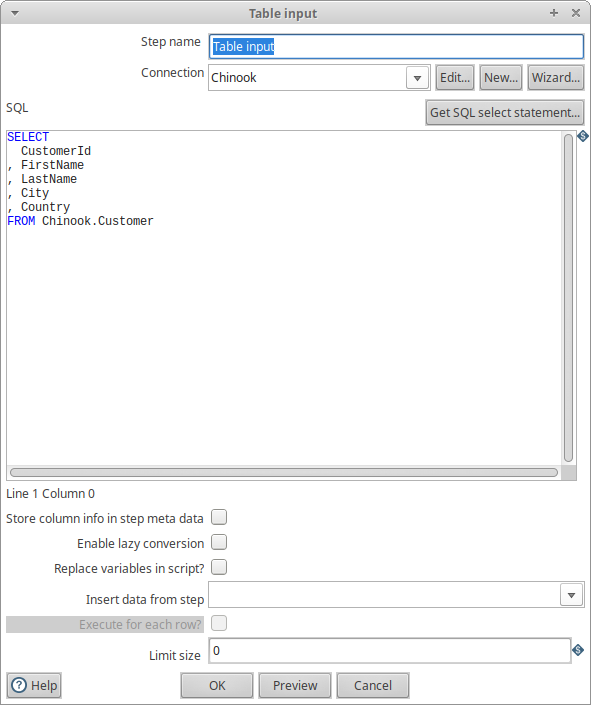 Table input
Step name Table input
Connection Chinook Edit... New... Wizard...
SQL Get SQL select statement...
SELECT
  CustomerId
, FirstName
, LastName
, City
, Country
FROM Chinook.Customer
Line 1 Column 0
Store column info in step meta data
Enable lazy conversion
Replace variables in script?
Insert data from step
Execute for each row?
Limit size 0
Help OK Preview Cancel